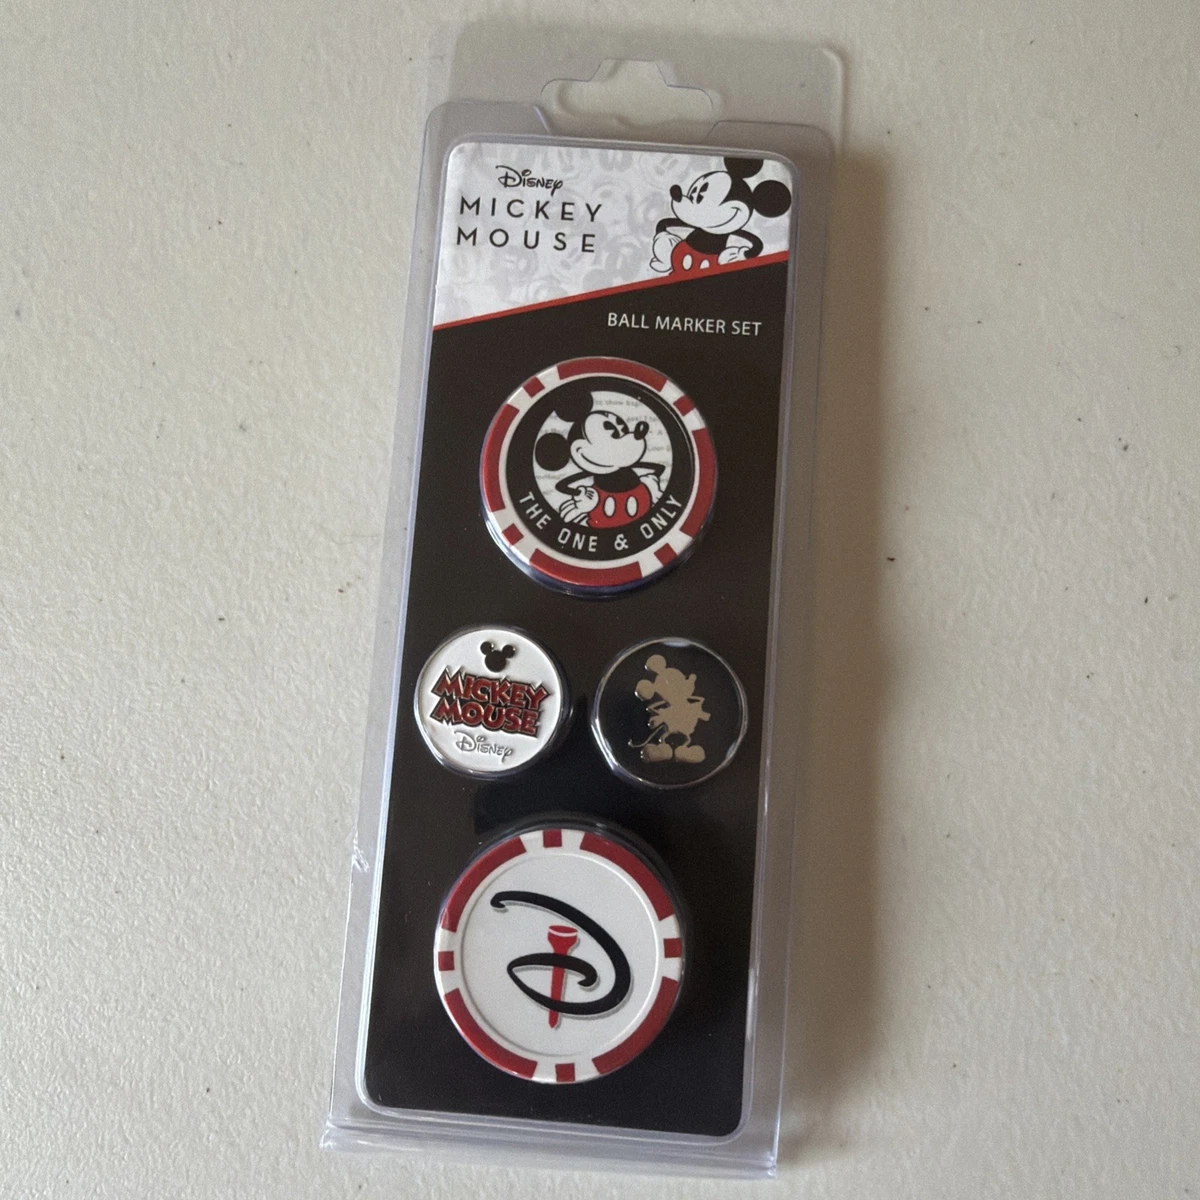 Disney
MICKEY
MOUSE
BALL MARKER SET
THE ONE & ONLY
MICKEY
MOUSE
Disney
D